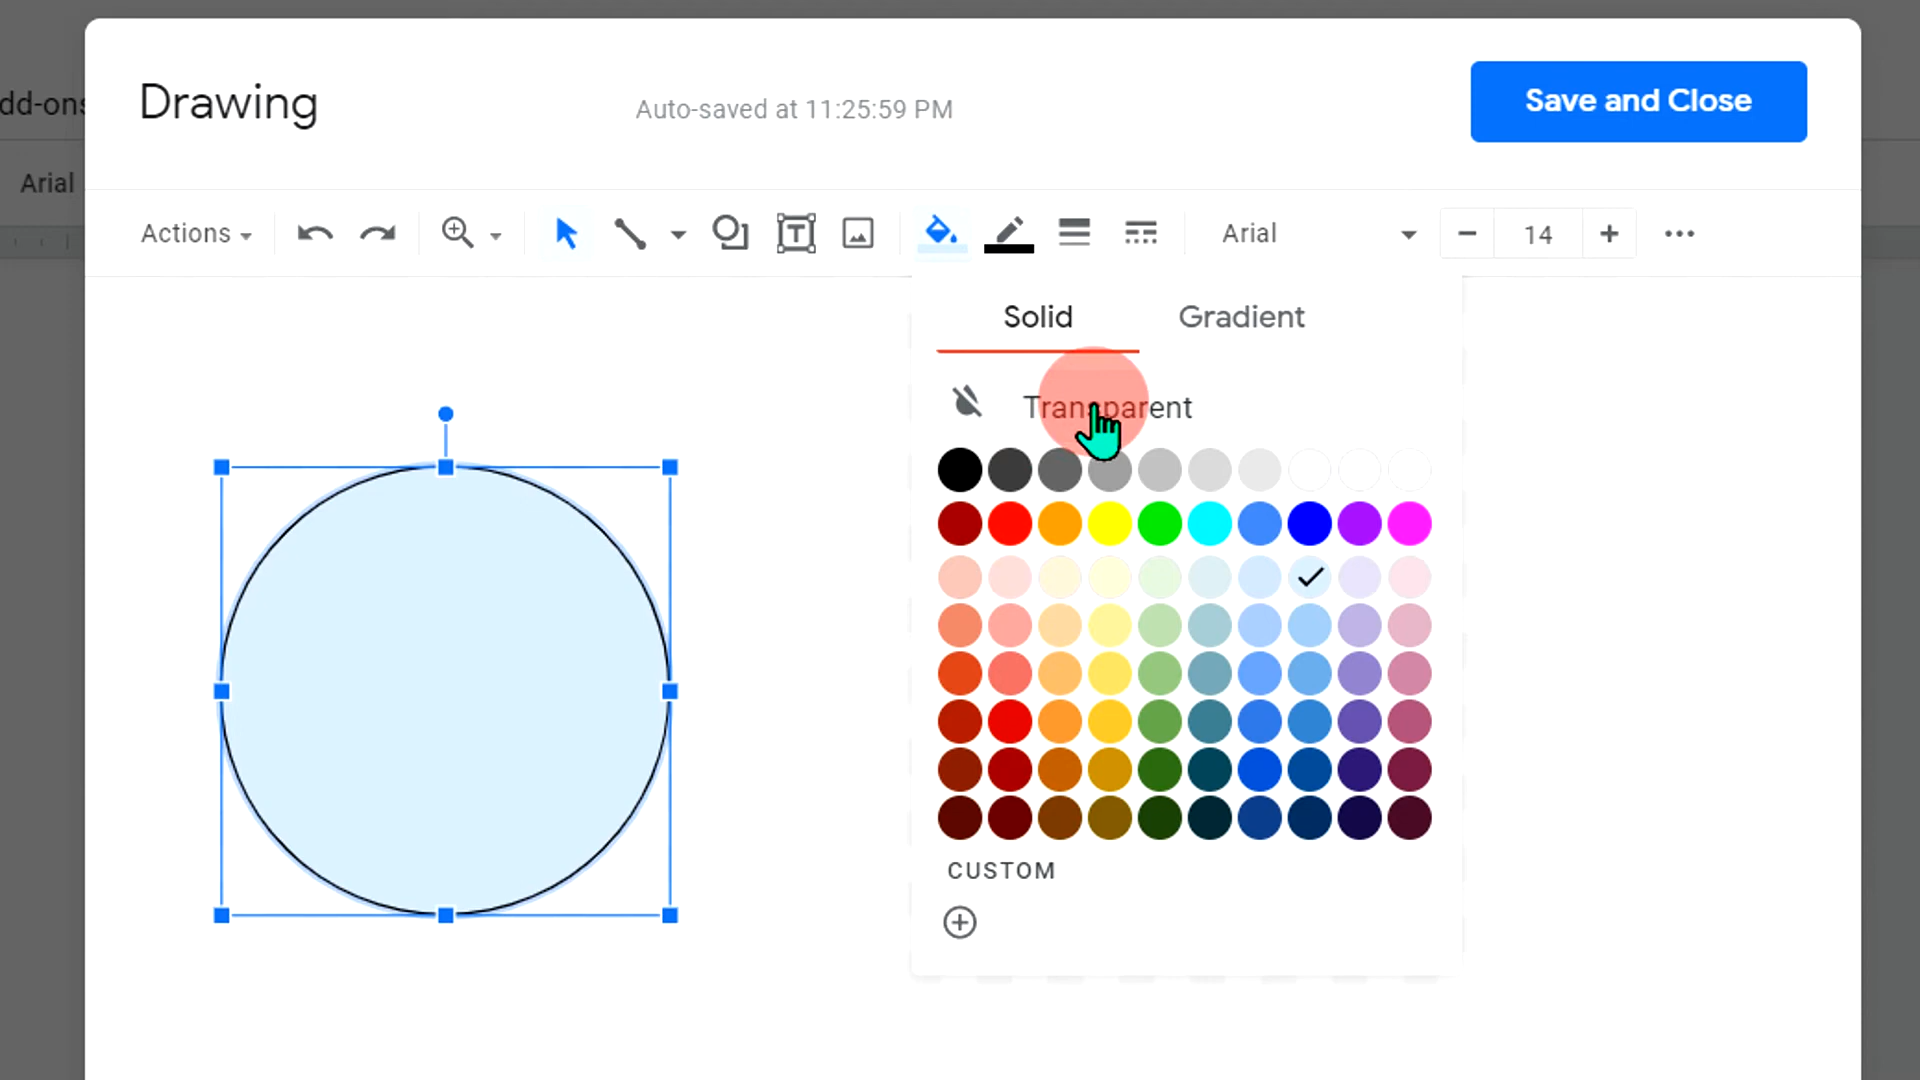 Drawing
Auto-saved at 11:25:59 PM
Save and Close
dd-ons
Arial
Actions
T
Arial
14
Solid
Gradient
Transparent
CUSTOM